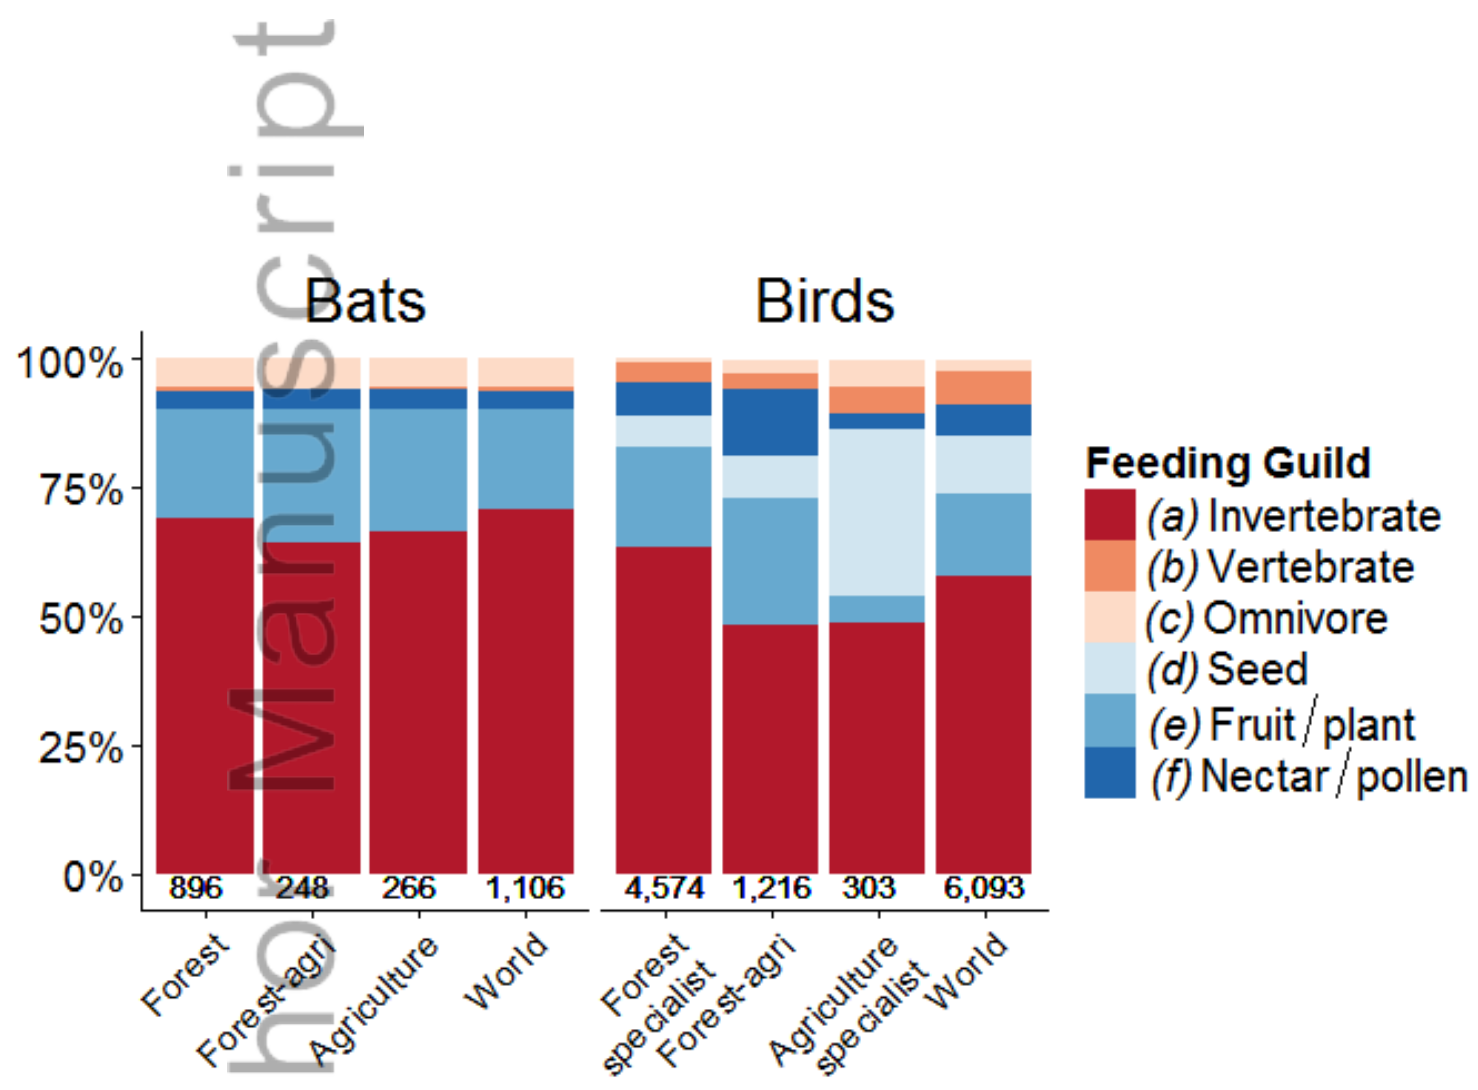 hor Manuscript
Bats
Birds
100%
75%
50%
25%
0%
896
248
266
1,106
4,574
1,216
303
6,093
Forest
Forest-agri
Agriculture
World
Forest
specialist
Forest-agri
Agriculture
specialist
World
Feeding Guild
(a) Invertebrate
(b) Vertebrate
(c) Omnivore
(d) Seed
(e) Fruit/plant
(f) Nectar/pollen